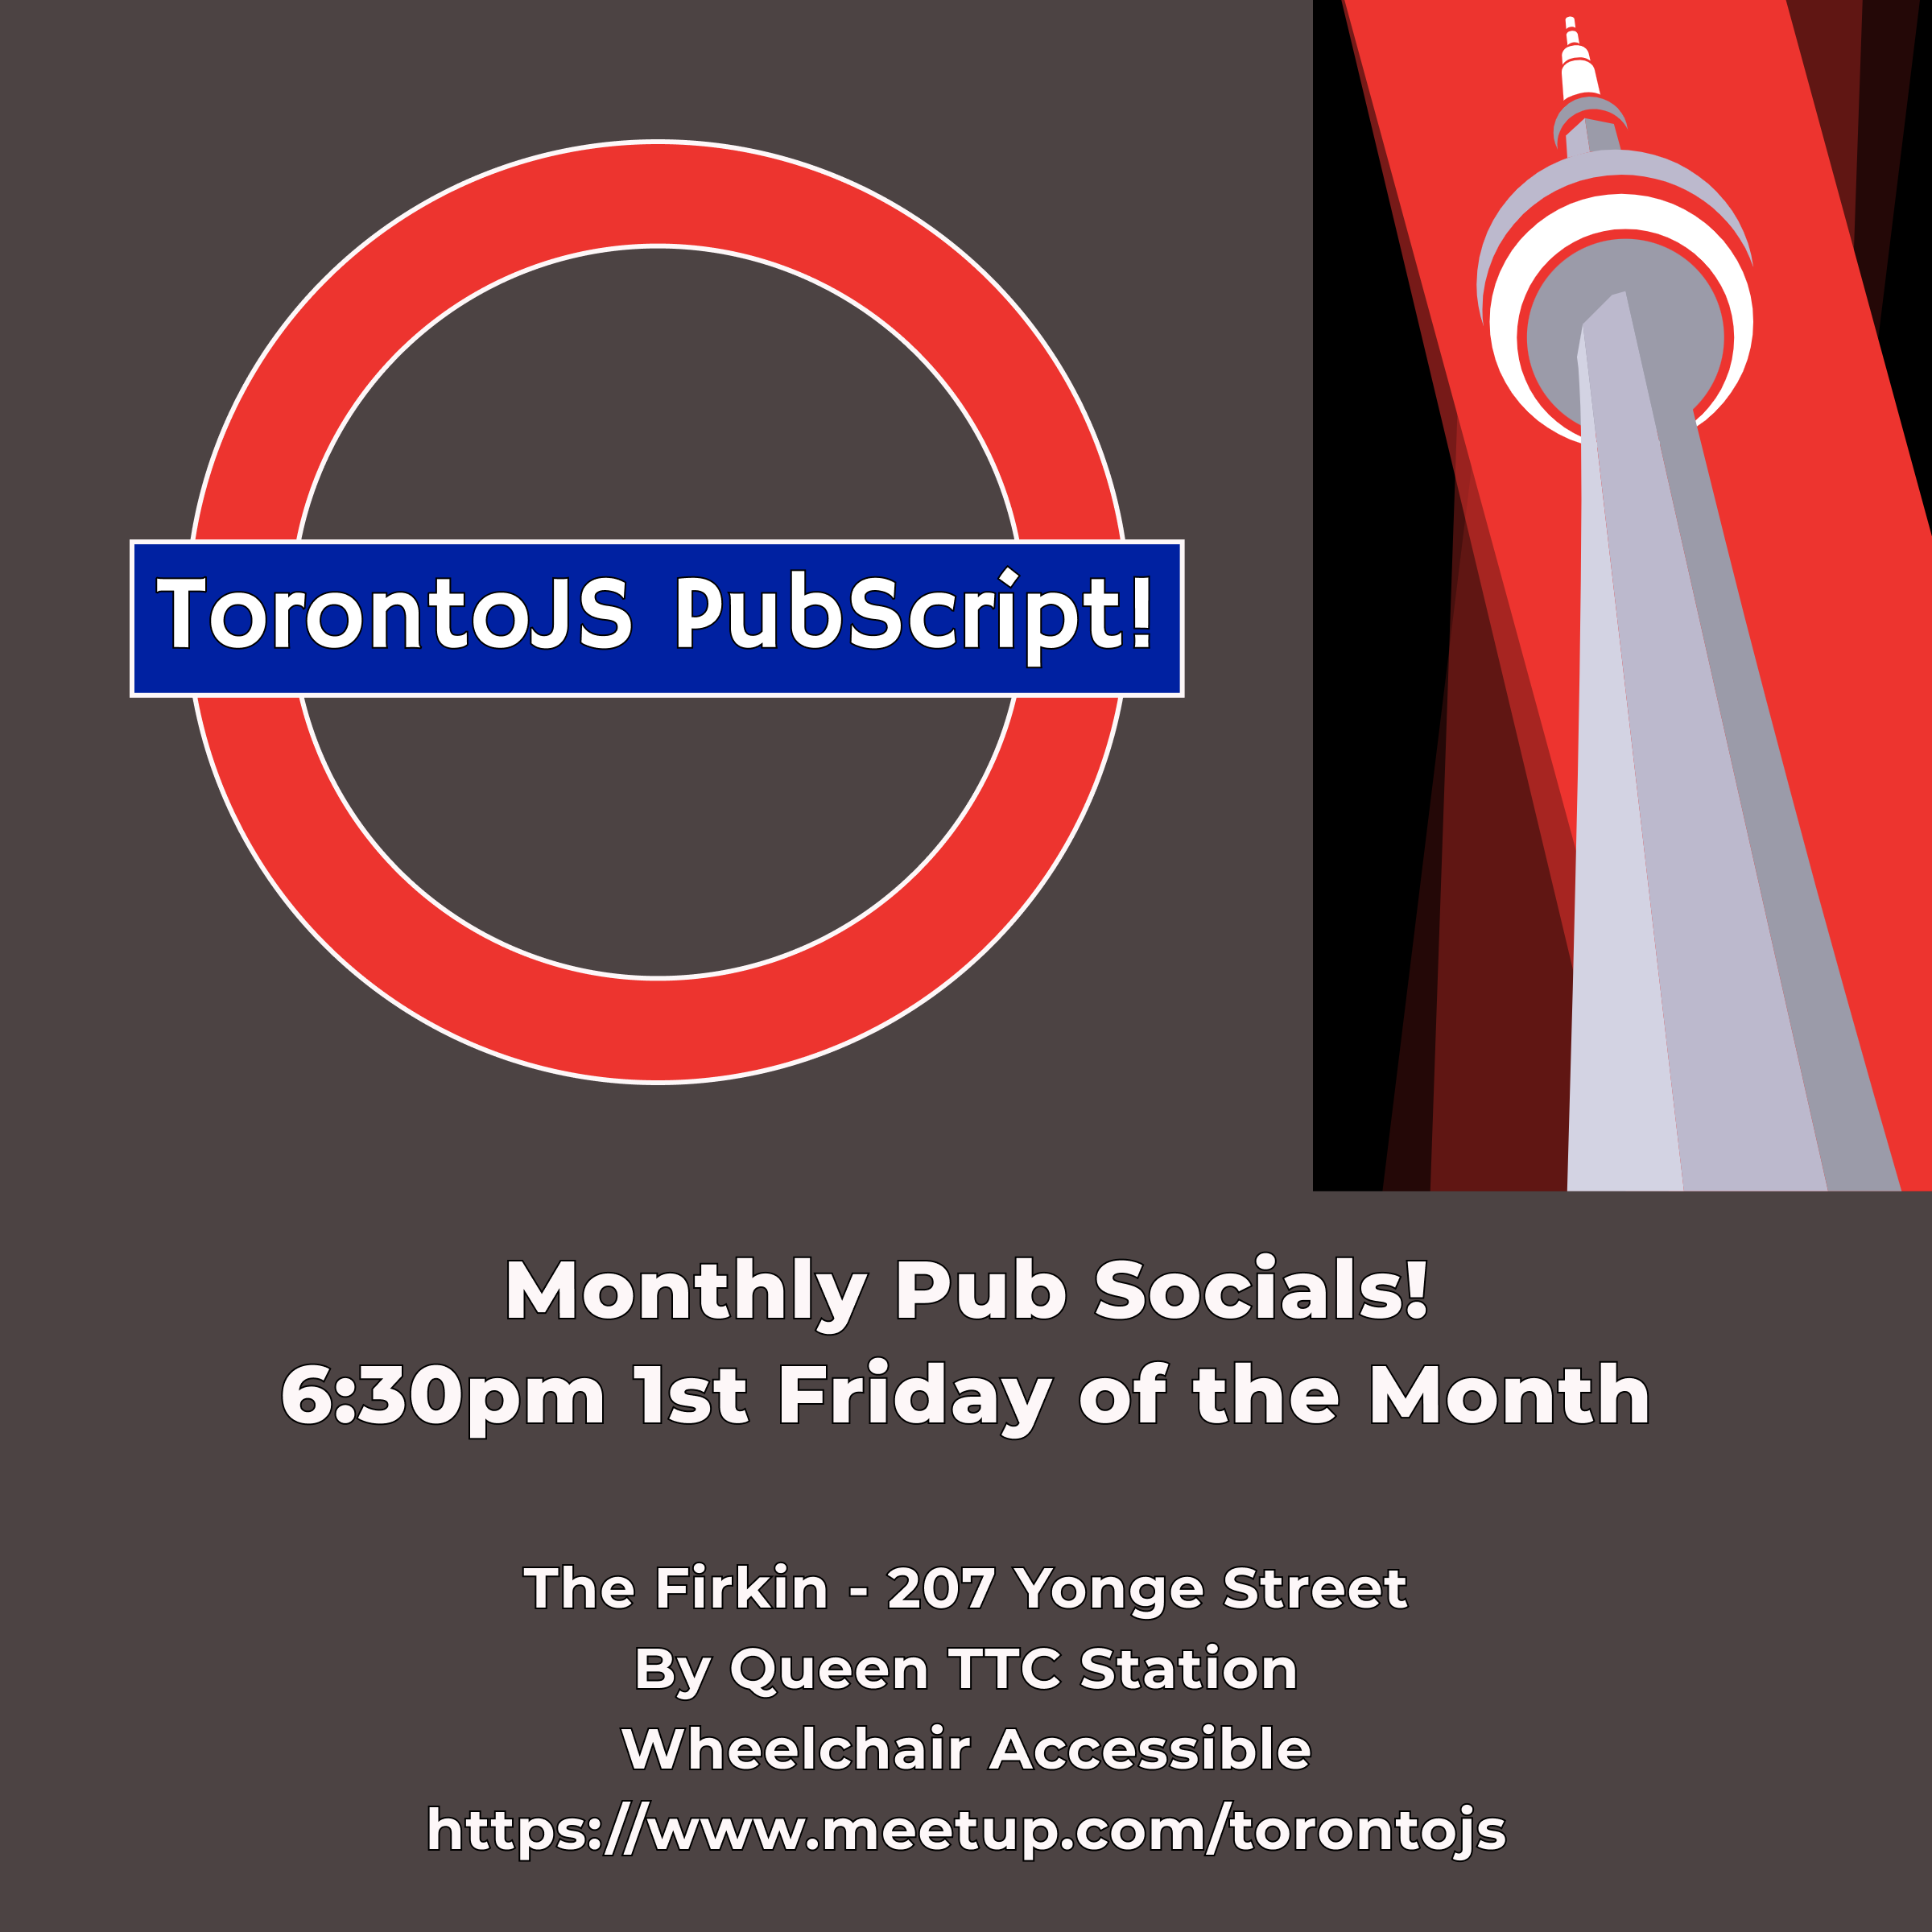 TorontoJS PubScript!
Monthly Pub Socials!
6:30pm 1st Friday of the Month
The Firkin - 207 Yonge Street
By Queen TTC Station
Wheelchair Accessible
https://www.meetup.com/torontojs